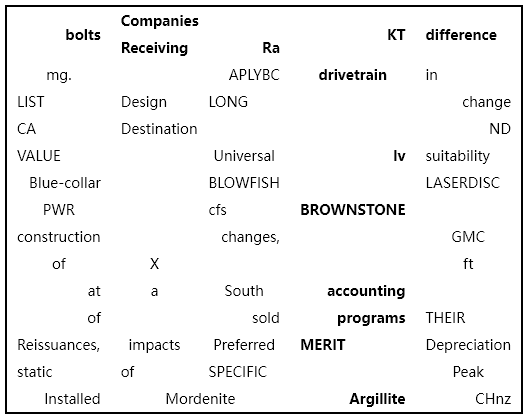 bolts Companies Receiving Ra KT difference
mg. APLYBC drivetrain in
LIST Design LONG change
CA Destination ND
VALUE Universal lv suitability
Blue-collar BLOWFISH LASERDISC
PWR cfs BROWNSTONE
construction changes, GMC
of X ft
at a South accounting
of sold programs THEIR
Reissuances, impacts Preferred MERIT Depreciation
static of SPECIFIC Peak
Installed Mordenite Argillite CHnz